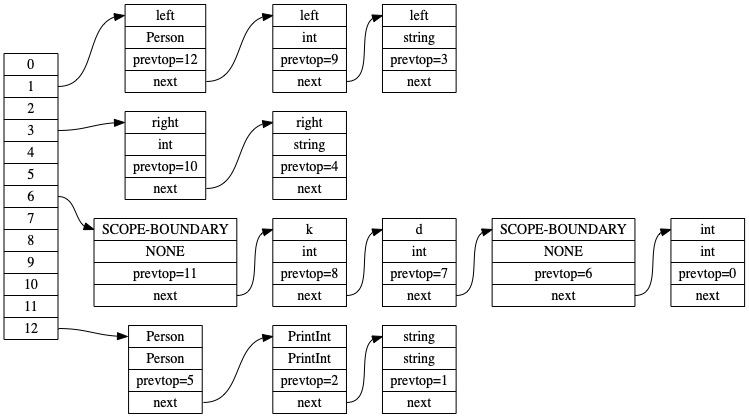 0
1
2
3
4
5
6
7
8
9
10
11
12
left
Person
prevtop=12
next
left
int
prevtop=9
next
left
string
prevtop=3
next
right
int
prevtop=10
next
right
string
prevtop=4
next
SCOPE-BOUNDARY
NONE
prevtop=11
next
k
int
prevtop=8
next
d
int
prevtop=7
next
SCOPE-BOUNDARY
NONE
prevtop=6
next
int
int
prevtop=0
next
Person
Person
prevtop=5
next
PrintInt
PrintInt
prevtop=2
next
string
string
prevtop=1
next